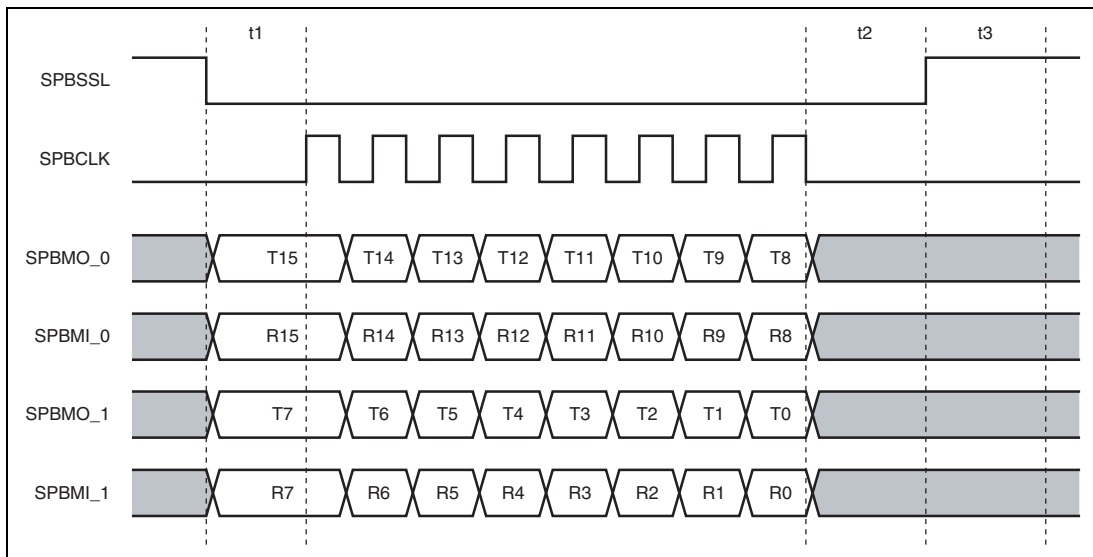 t1 t2 t3
SPBSSL
SPBCLK
SPBMO_0 T15 T14 T13 T12 T11 T10 T9 T8
SPBMI_0 R15 R14 R13 R12 R11 R10 R9 R8
SPBMO_1 T7 T6 T5 T4 T3 T2 T1 T0
SPBMI_1 R7 R6 R5 R4 R3 R2 R1 R0